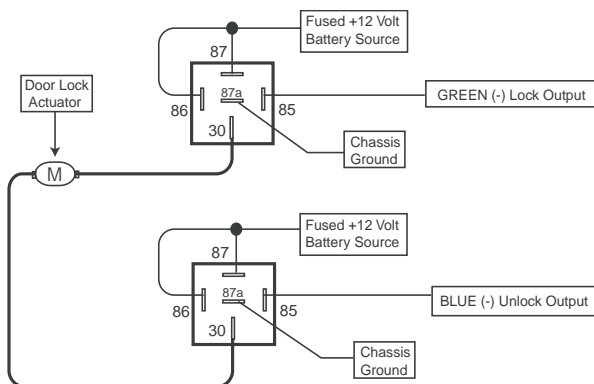 Fused +12 Volt
Battery Source
87
Door Lock
Actuator
87a
86
85
GREEN (-) Lock Output
30
Chassis
Ground
M
Fused +12 Volt
Battery Source
87
87a
86
85
BLUE (-) Unlock Output
30
Chassis
Ground